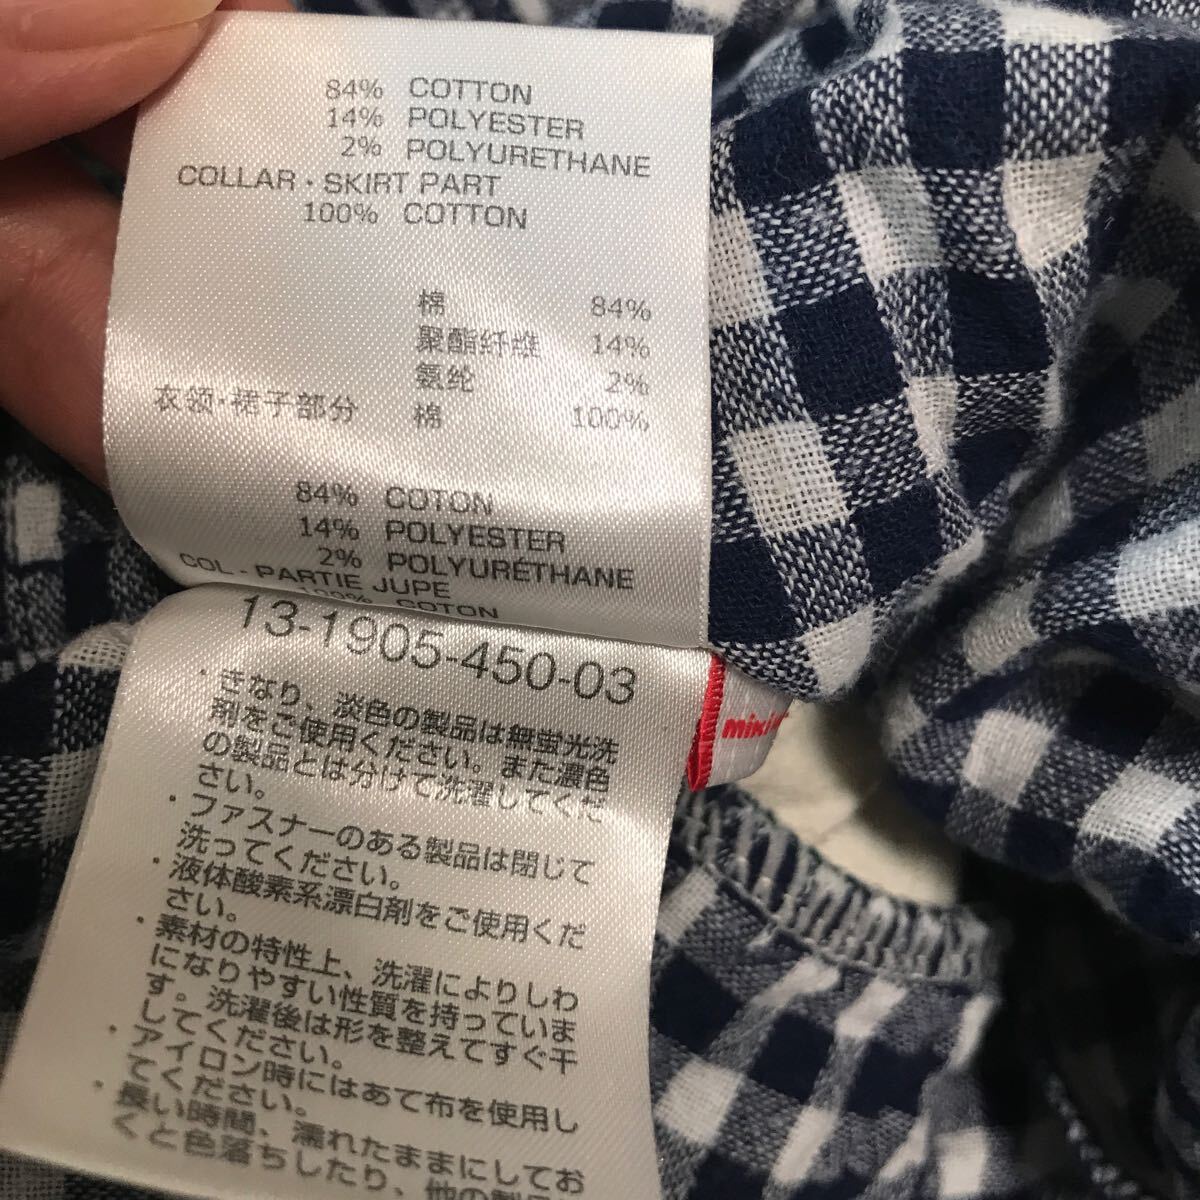 84% COTTON
14% POLYESTER
2% POLYURETHANE
COLLAR・SKIRT PART
100% COTTON
棉 84%
聚酯纤维 14%
氨纶 2%
衣领·裙子部分 棉 100%
84% COTON
14% POLYESTER
2% POLYURÉTHANE
COL・PARTIE JUPE
100% COTON
13-1905-450-03
・きなり、淡色の製品は無蛍光洗
剤をご使用ください。また濃色
の製品とは分けて洗濯してくだ
さい。
・ファスナーのある製品は閉じて
洗ってください。
・液体酸素系漂白剤をご使用くだ
さい。
・素材の特性上、洗濯によりしわ
になりやすい性質を持っていま
す。洗濯後は形を整えてすぐ干
してください。
・アイロン時にはあて布を使用し
てください。
・長い時間、濡れたままにしてお
くと色落ちしたり、他の製品
miki